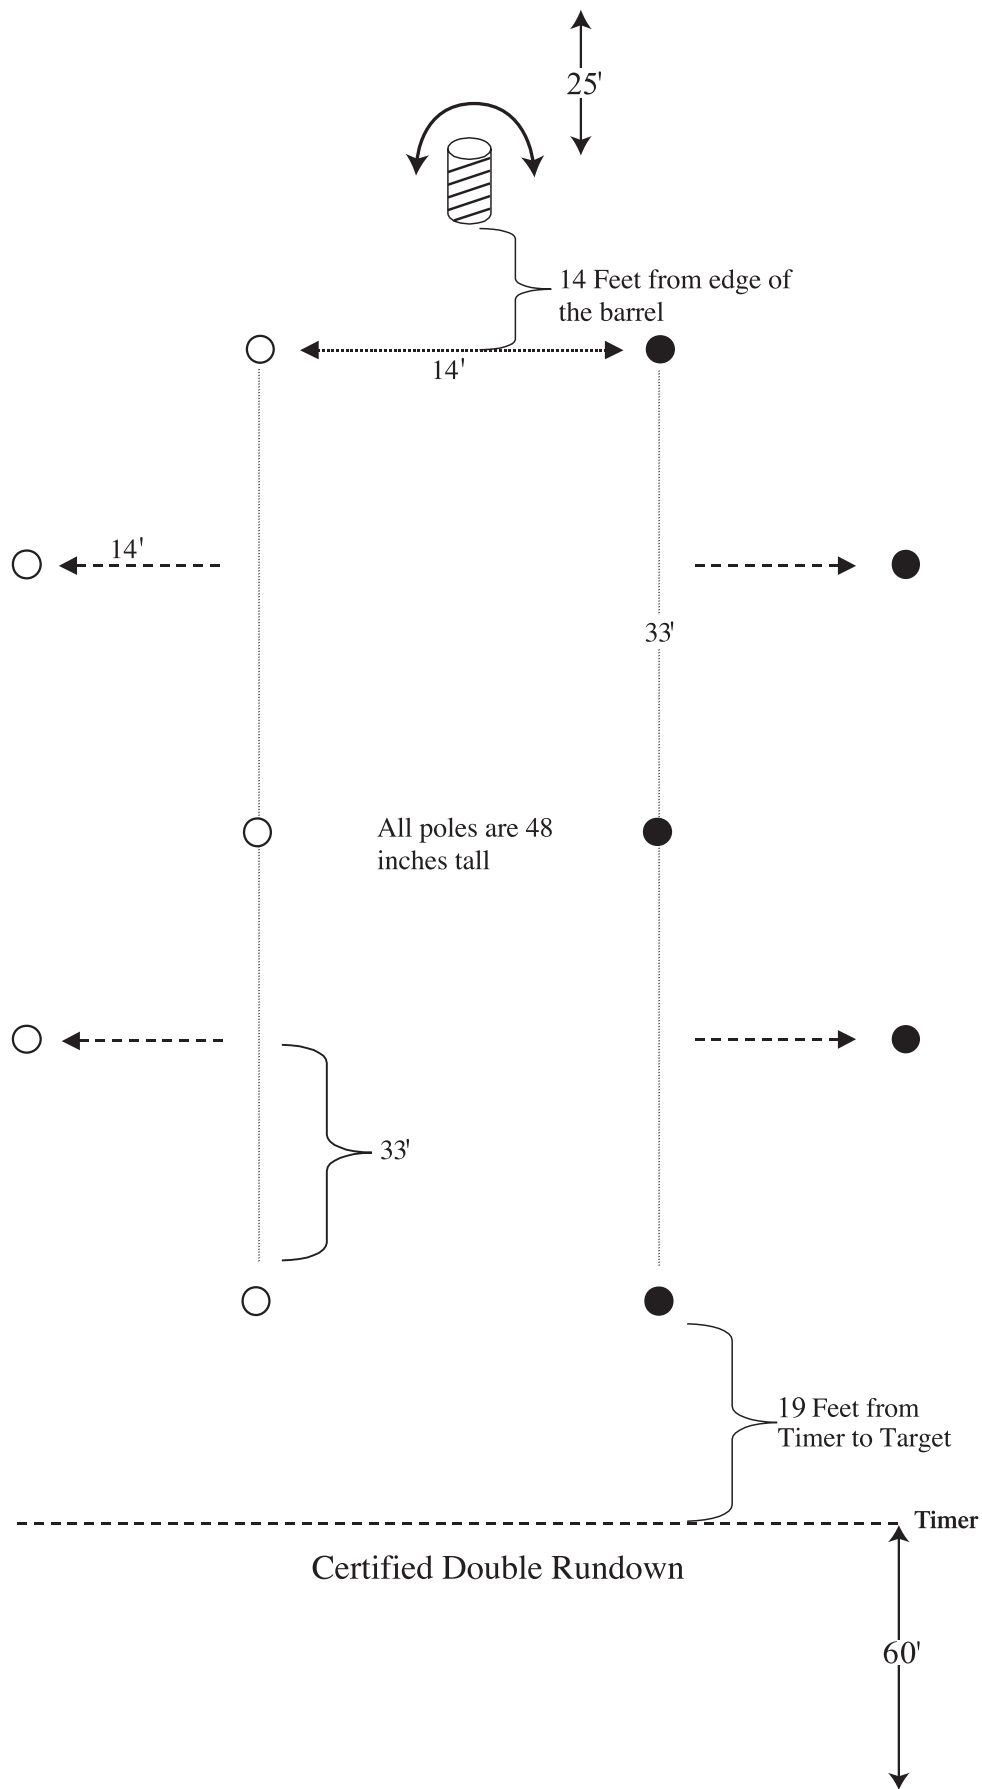 25'
14 Feet from edge of
the barrel
14'
14'
33'
All poles are 48
inches tall
33'
19 Feet from
Timer to Target
Timer
Certified Double Rundown
60'